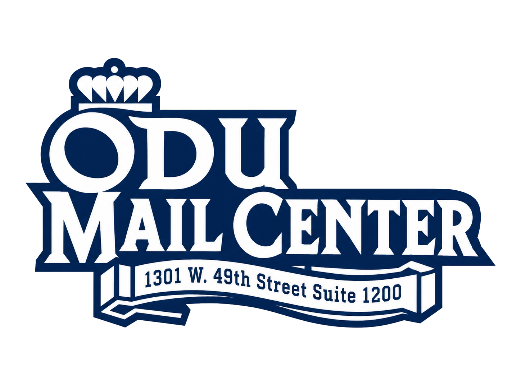 ODU
MAIL CENTER
1301 W. 49th Street Suite 1200